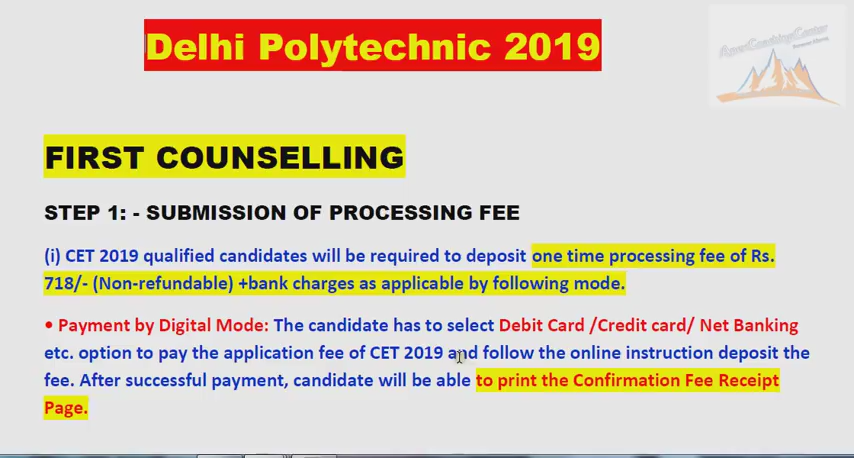 Delhi Polytechnic 2019
FIRST COUNSELLING
STEP 1: - SUBMISSION OF PROCESSING FEE
(i) CET 2019 qualified candidates will be required to deposit one time processing fee of Rs.
718/- (Non-refundable) +bank charges as applicable by following mode.
• Payment by Digital Mode: The candidate has to select Debit Card /Credit card/ Net Banking
etc. option to pay the application fee of CET 2019 and follow the online instruction deposit the
fee. After successful payment, candidate will be able to print the Confirmation Fee Receipt
Page.